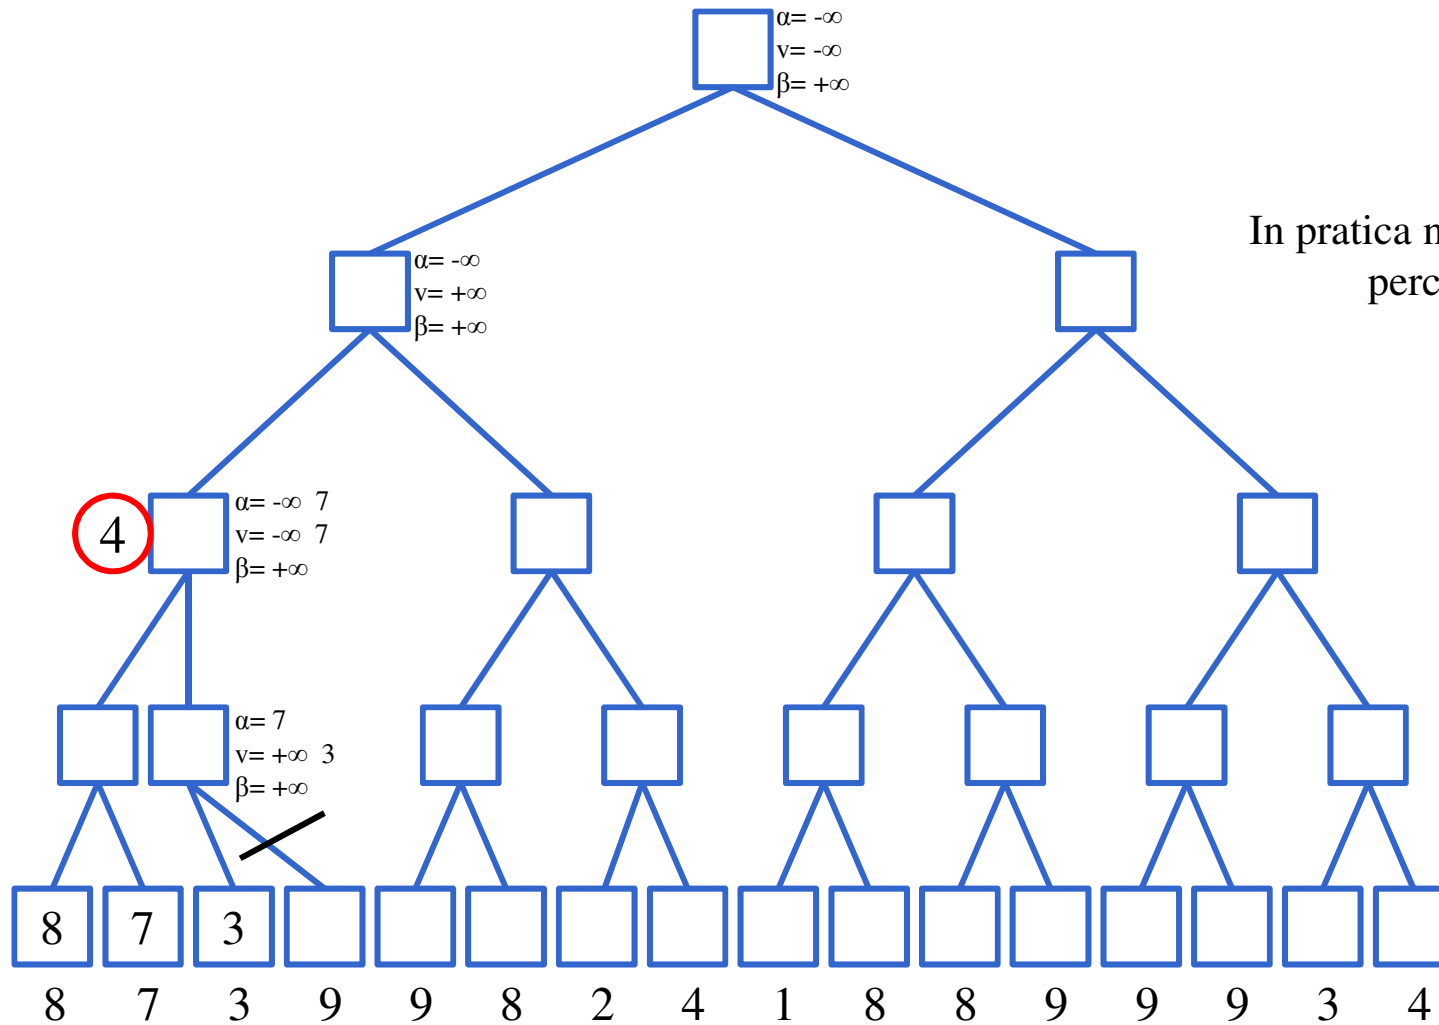 α= -∞
v= -∞
β= +∞
In pratica
α= -∞
v= +∞
β= +∞
4
α= -∞ 7
v= -∞ 7
β= +∞
α= 7
v= +∞ 3
β= +∞
8 7 3
8 7 3 9 9 8 2 4 1 8 8 9 9 9 3 4